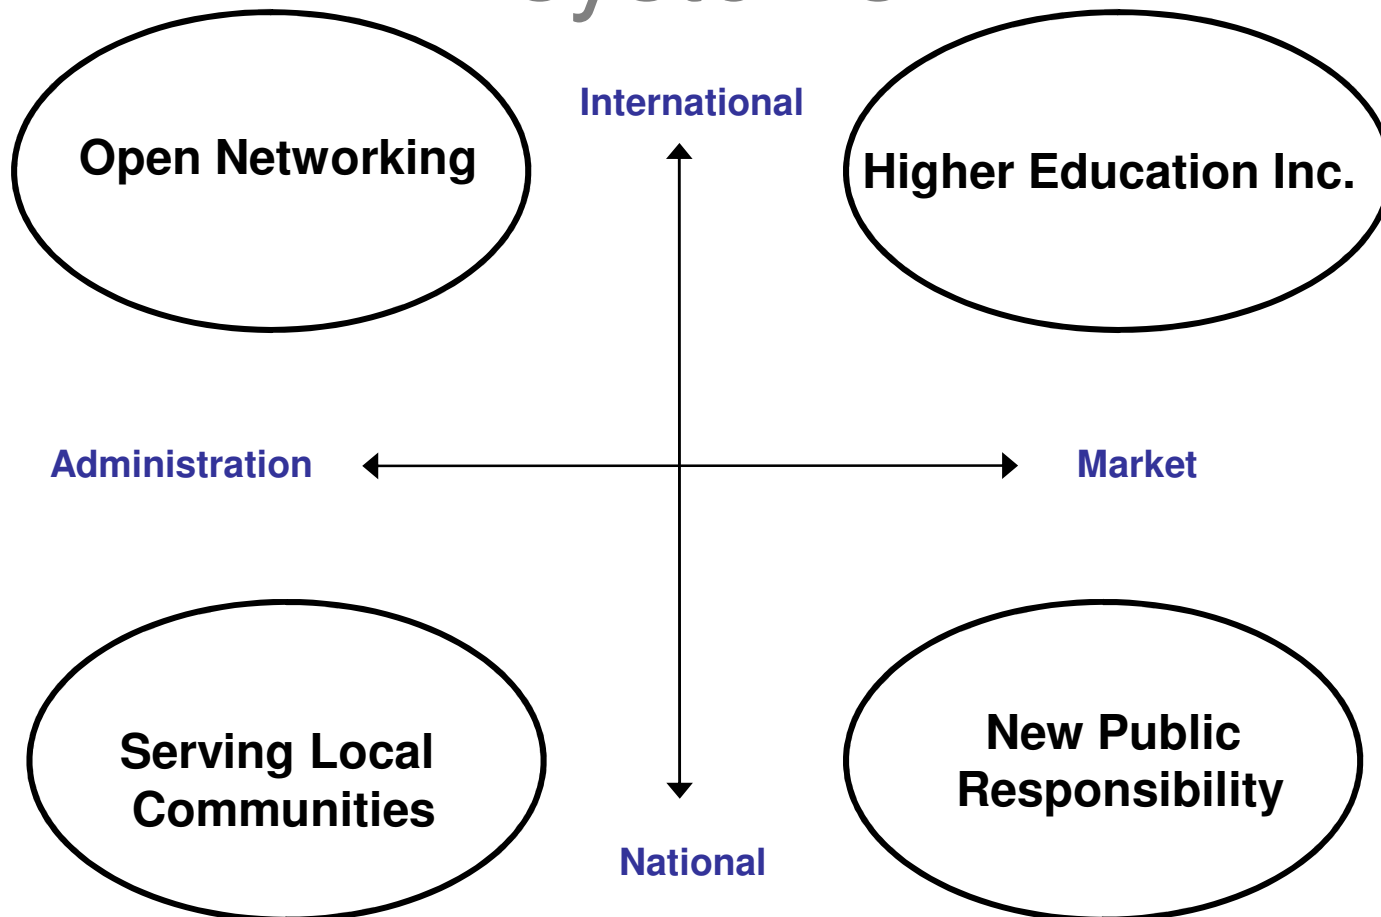 International
Open Networking
Higher Education Inc.
Administration
Market
Serving Local
Communities
New Public
Responsibility
National